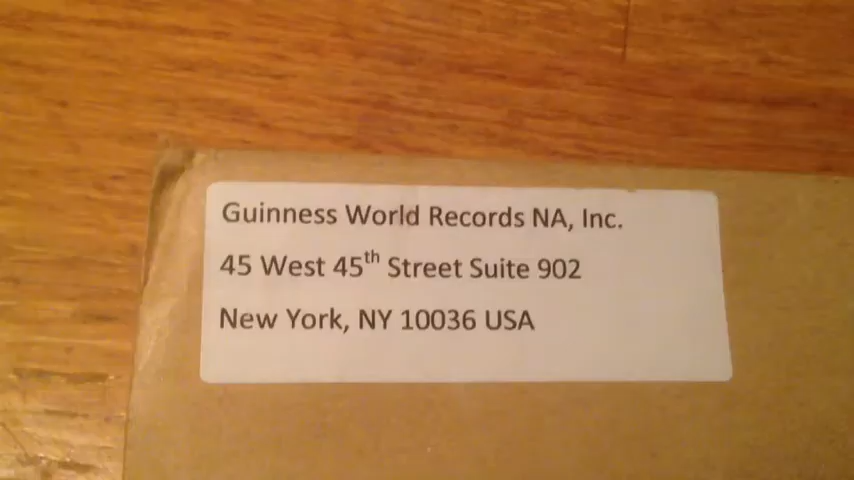 Guinness World Records NA, Inc.
45 West 45th Street Suite 902
New York, NY 10036 USA